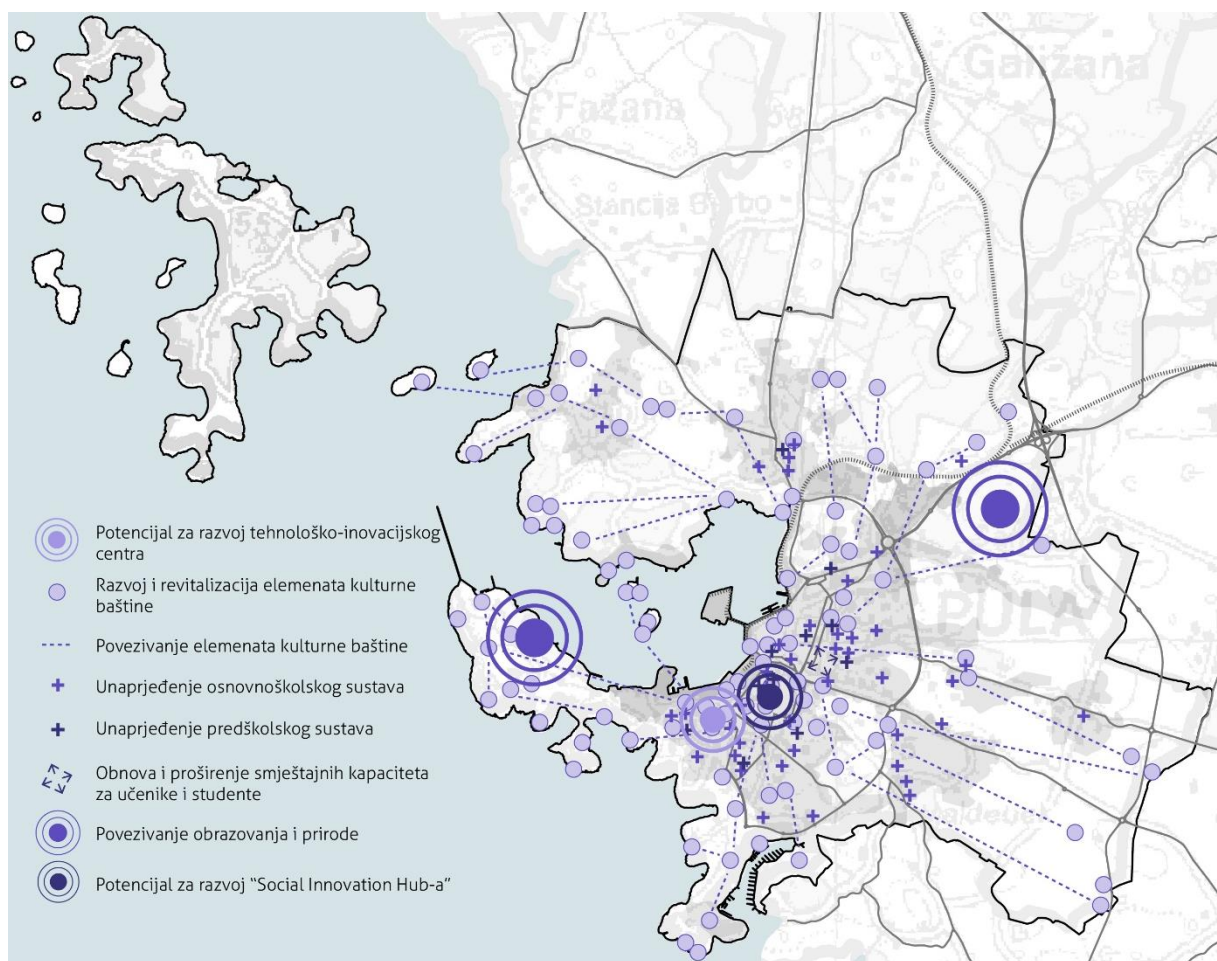 Galižana
Fažana
Stancija Barbo
55
PULA
Potencijal za razvoj tehnološko-inovacijskog
centra
Razvoj i revitalizacija elemenata kulturne
baštine
Povezivanje elemenata kulturne baštine
Unaprjeđenje osnovnoškolskog sustava
Unaprjeđenje predškolskog sustava
Obnova i proširenje smještajnih kapaciteta
za učenike i studente
Povezivanje obrazovanja i prirode
Potencijal za razvoj “Social Innovation Hub-a”